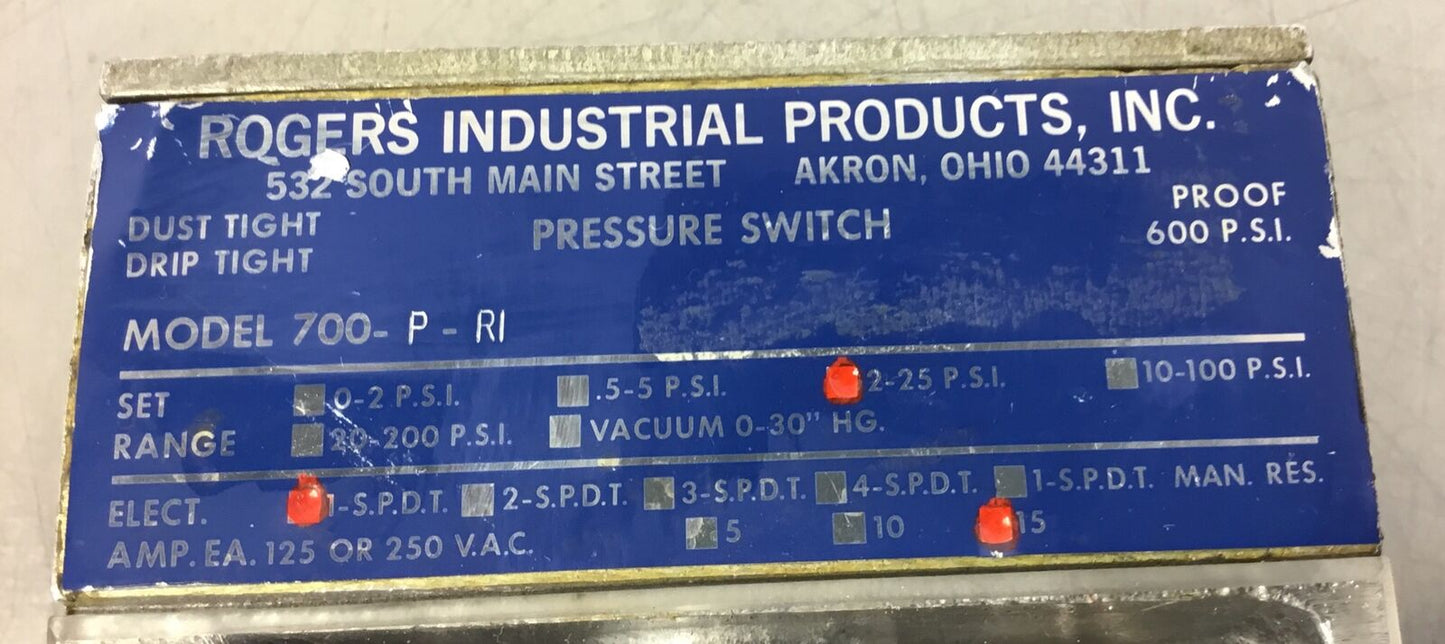 ROGERS INDUSTRIAL PRODUCTS, INC.
532 SOUTH MAIN STREET AKRON, OHIO 44311
DUST TIGHT PRESSURE SWITCH PROOF
DRIP TIGHT 600 P.S.I.
MODEL 700- P - RI
SET 0-2 P.S.I. .5-5 P.S.I. 2-25 P.S.I. 10-100 P.S.I.
RANGE 20-200 P.S.I. VACUUM 0-30" HG.
ELECT. 1-S.P.D.T. 2-S.P.D.T. 3-S.P.D.T. 4-S.P.D.T. 1-S.P.D.T. MAN. RES.
AMP. EA. 125 OR 250 V.A.C. 5 10 15